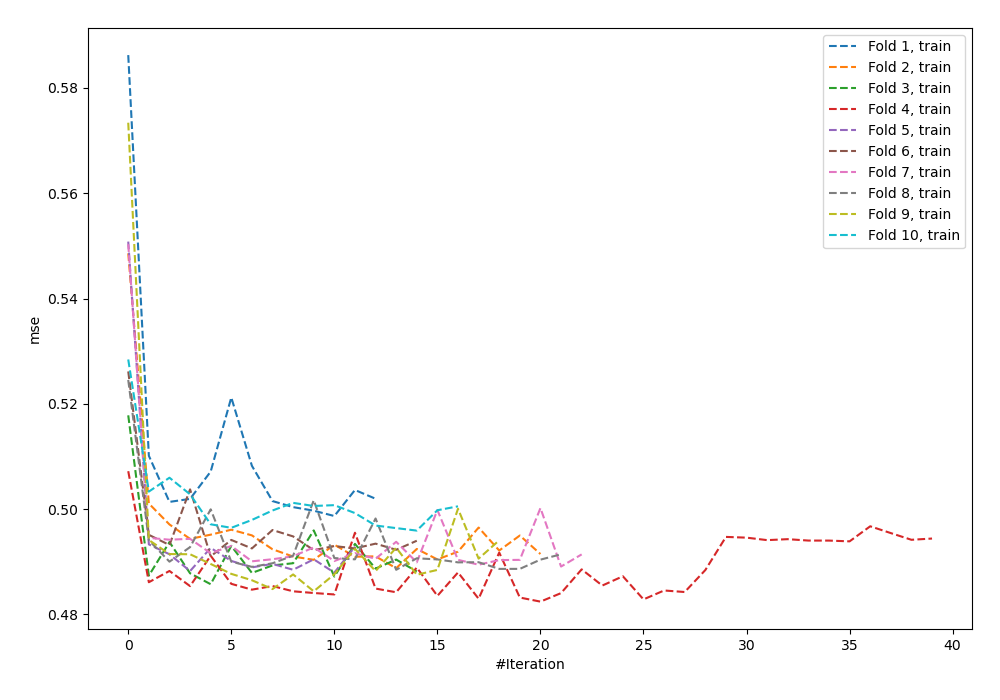 0.58
0.56
0.54
0.52
0.50
0.48
mse
0 5 10 15 20 25 30 35 40
#Iteration
Fold 1, train
Fold 2, train
Fold 3, train
Fold 4, train
Fold 5, train
Fold 6, train
Fold 7, train
Fold 8, train
Fold 9, train
Fold 10, train